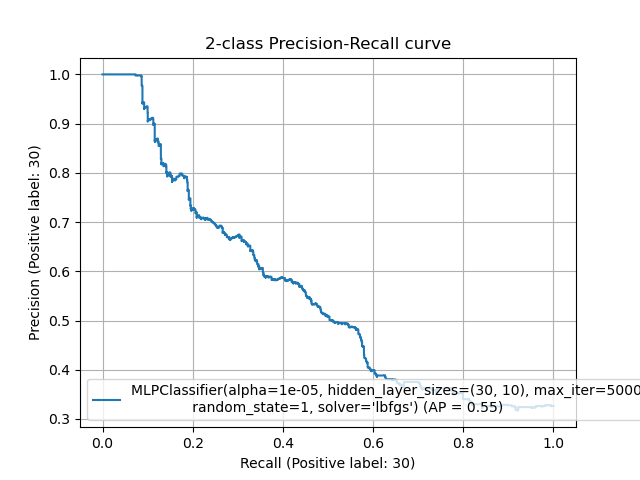 2-class Precision-Recall curve
1.0
0.9
0.8
0.7
0.6
0.5
0.4
0.3
Precision (Positive label: 30)
MLPClassifier(alpha=1e-05, hidden_layer_sizes=(30, 10), max_iter=5000
random_state=1, solver='lbfgs') (AP = 0.55)
0.0 0.2 0.4 0.6 0.8 1.0
Recall (Positive label: 30)